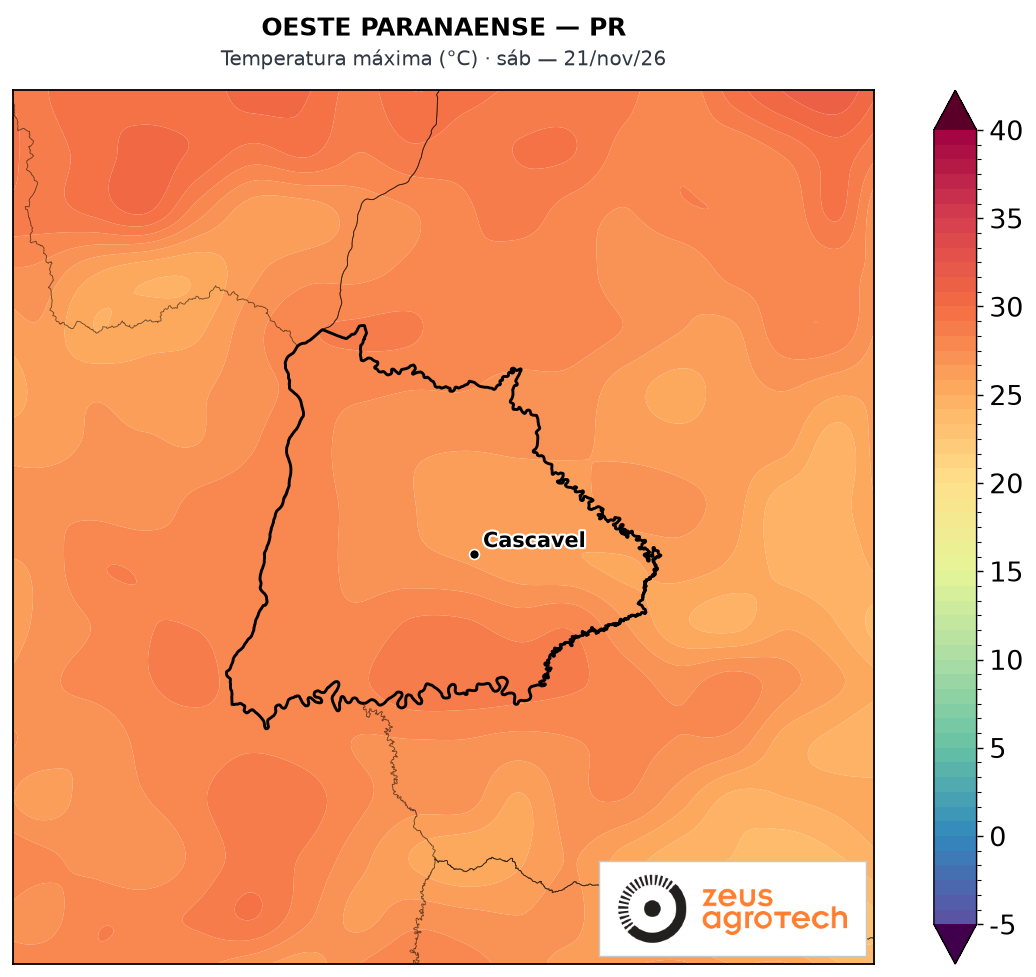 OESTE PARANAENSE — PR
Temperatura máxima (°C) · sáb — 21/nov/26
40
35
30
25
20
15
10
5
0
-5
Cascavel
zeus
agrotech